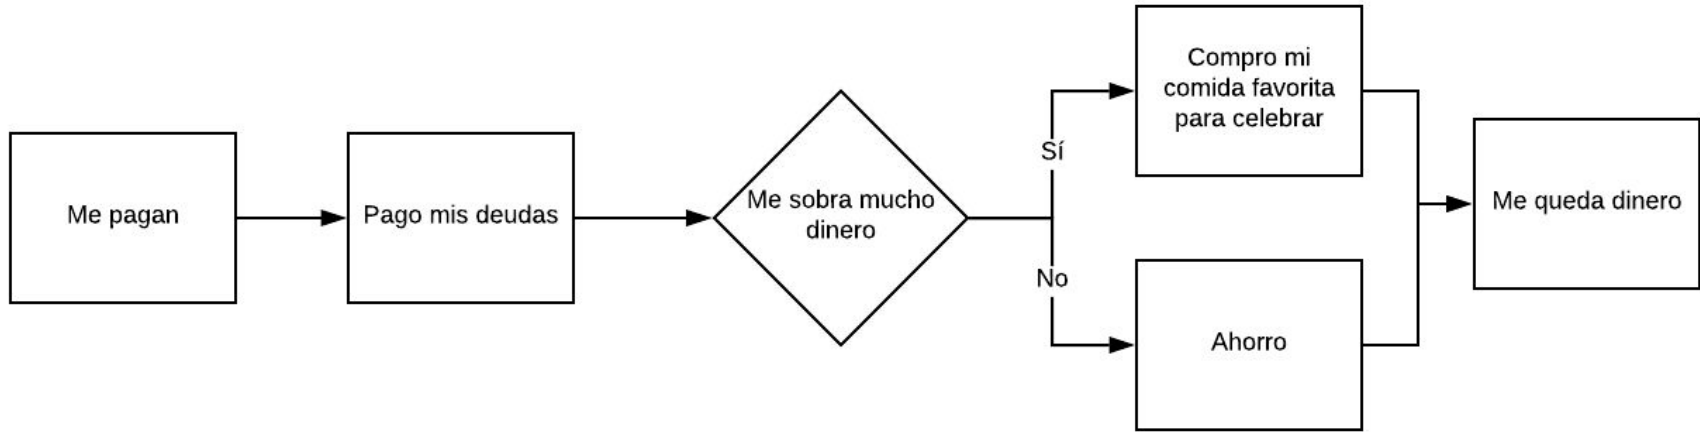 Me pagan
Pago mis deudas
Me sobra mucho
dinero
Sí
No
Compro mi
comida favorita
para celebrar
Ahorro
Me queda dinero